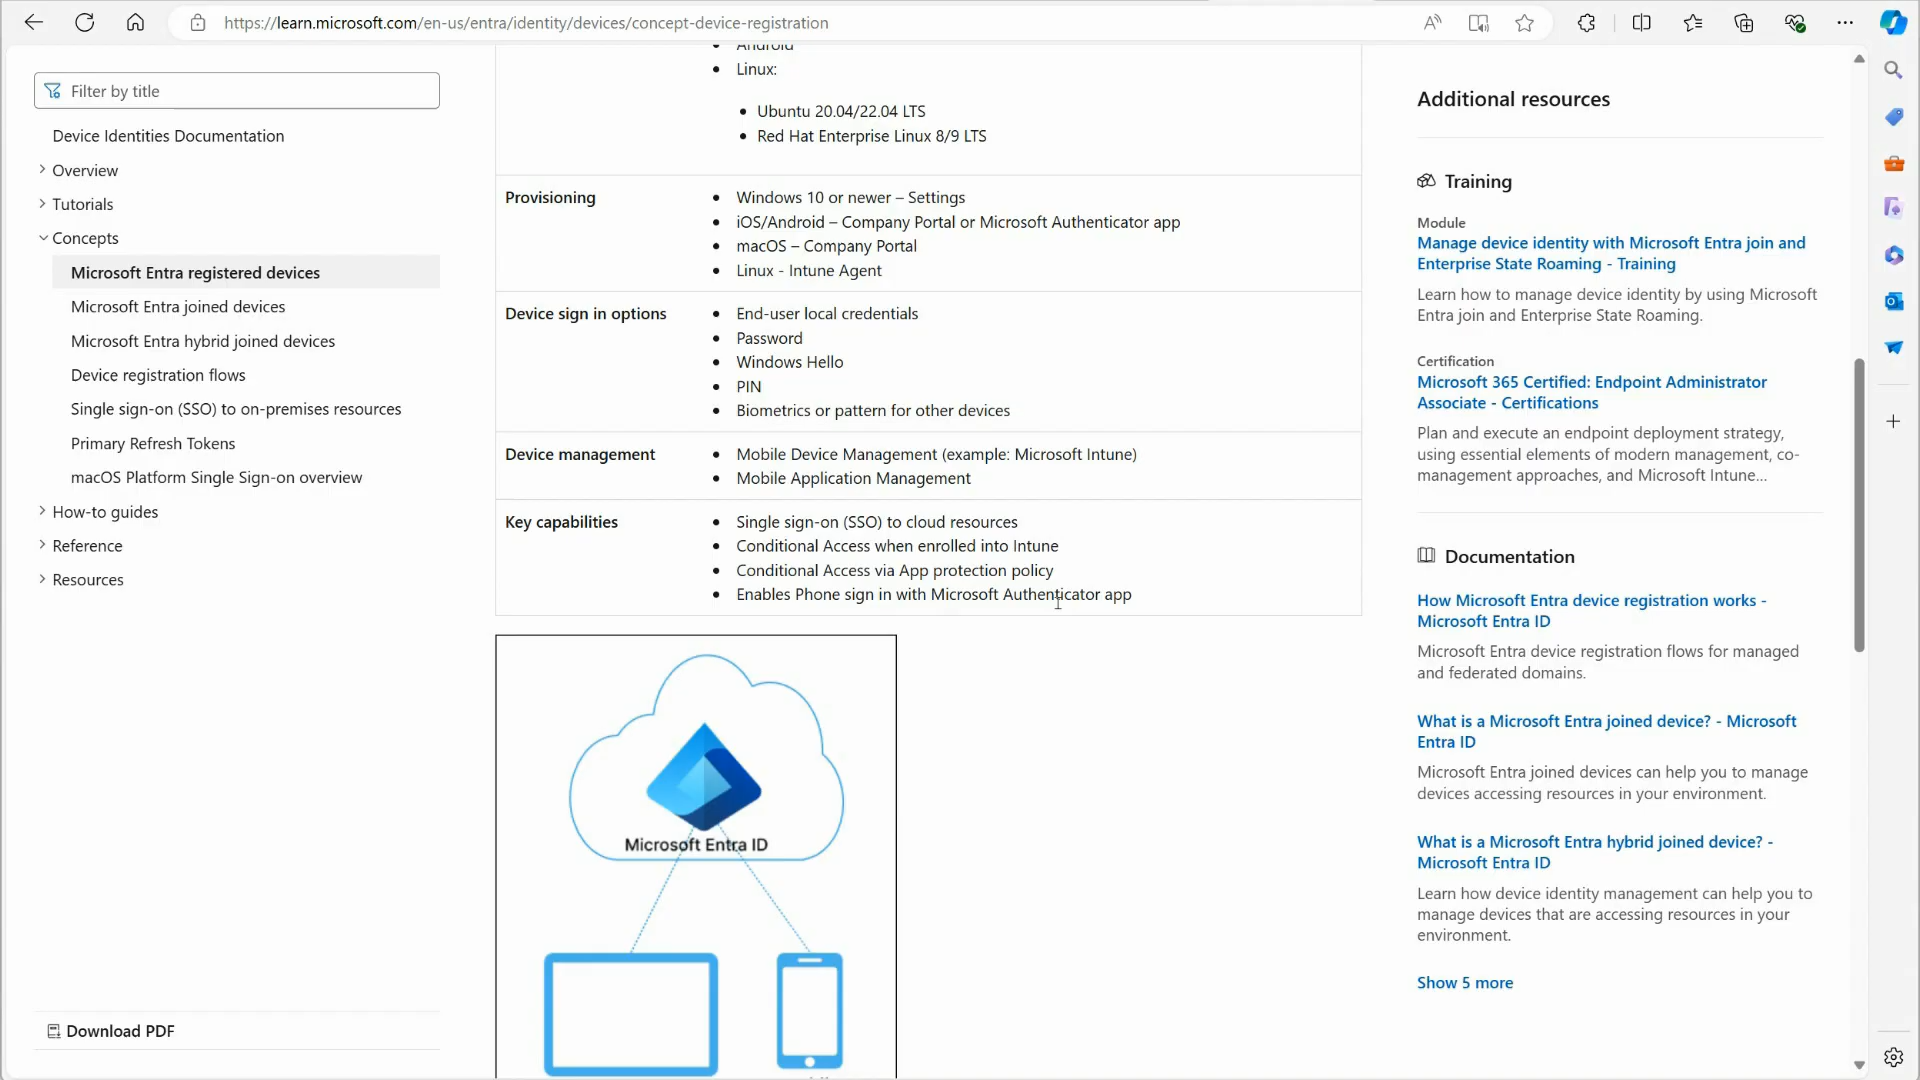 https://learn.microsoft.com/en-us/entra/identity/devices/concept-device-registration
Filter by title
Device Identities Documentation
Overview
Tutorials
Concepts
Microsoft Entra registered devices
Microsoft Entra joined devices
Microsoft Entra hybrid joined devices
Device registration flows
Single sign-on (SSO) to on-premises resources
Primary Refresh Tokens
macOS Platform Single Sign-on overview
How-to guides
Reference
Resources
Download PDF
Android
Linux:
Ubuntu 20.04/22.04 LTS
Red Hat Enterprise Linux 8/9 LTS
Provisioning
Windows 10 or newer – Settings
iOS/Android – Company Portal or Microsoft Authenticator app
macOS – Company Portal
Linux - Intune Agent
Device sign in options
End-user local credentials
Password
Windows Hello
PIN
Biometrics or pattern for other devices
Device management
Mobile Device Management (example: Microsoft Intune)
Mobile Application Management
Key capabilities
Single sign-on (SSO) to cloud resources
Conditional Access when enrolled into Intune
Conditional Access via App protection policy
Enables Phone sign in with Microsoft Authenticator app
Microsoft Entra ID
Additional resources
Training
Module
Manage device identity with Microsoft Entra join and
Enterprise State Roaming - Training
Learn how to manage device identity by using Microsoft
Entra join and Enterprise State Roaming.
Certification
Microsoft 365 Certified: Endpoint Administrator
Associate - Certifications
Plan and execute an endpoint deployment strategy,
using essential elements of modern management, co-
management approaches, and Microsoft Intune...
Documentation
How Microsoft Entra device registration works -
Microsoft Entra ID
Microsoft Entra device registration flows for managed
and federated domains.
What is a Microsoft Entra joined device? - Microsoft
Entra ID
Microsoft Entra joined devices can help you to manage
devices accessing resources in your environment.
What is a Microsoft Entra hybrid joined device? -
Microsoft Entra ID
Learn how device identity management can help you to
manage devices that are accessing resources in your
environment.
Show 5 more